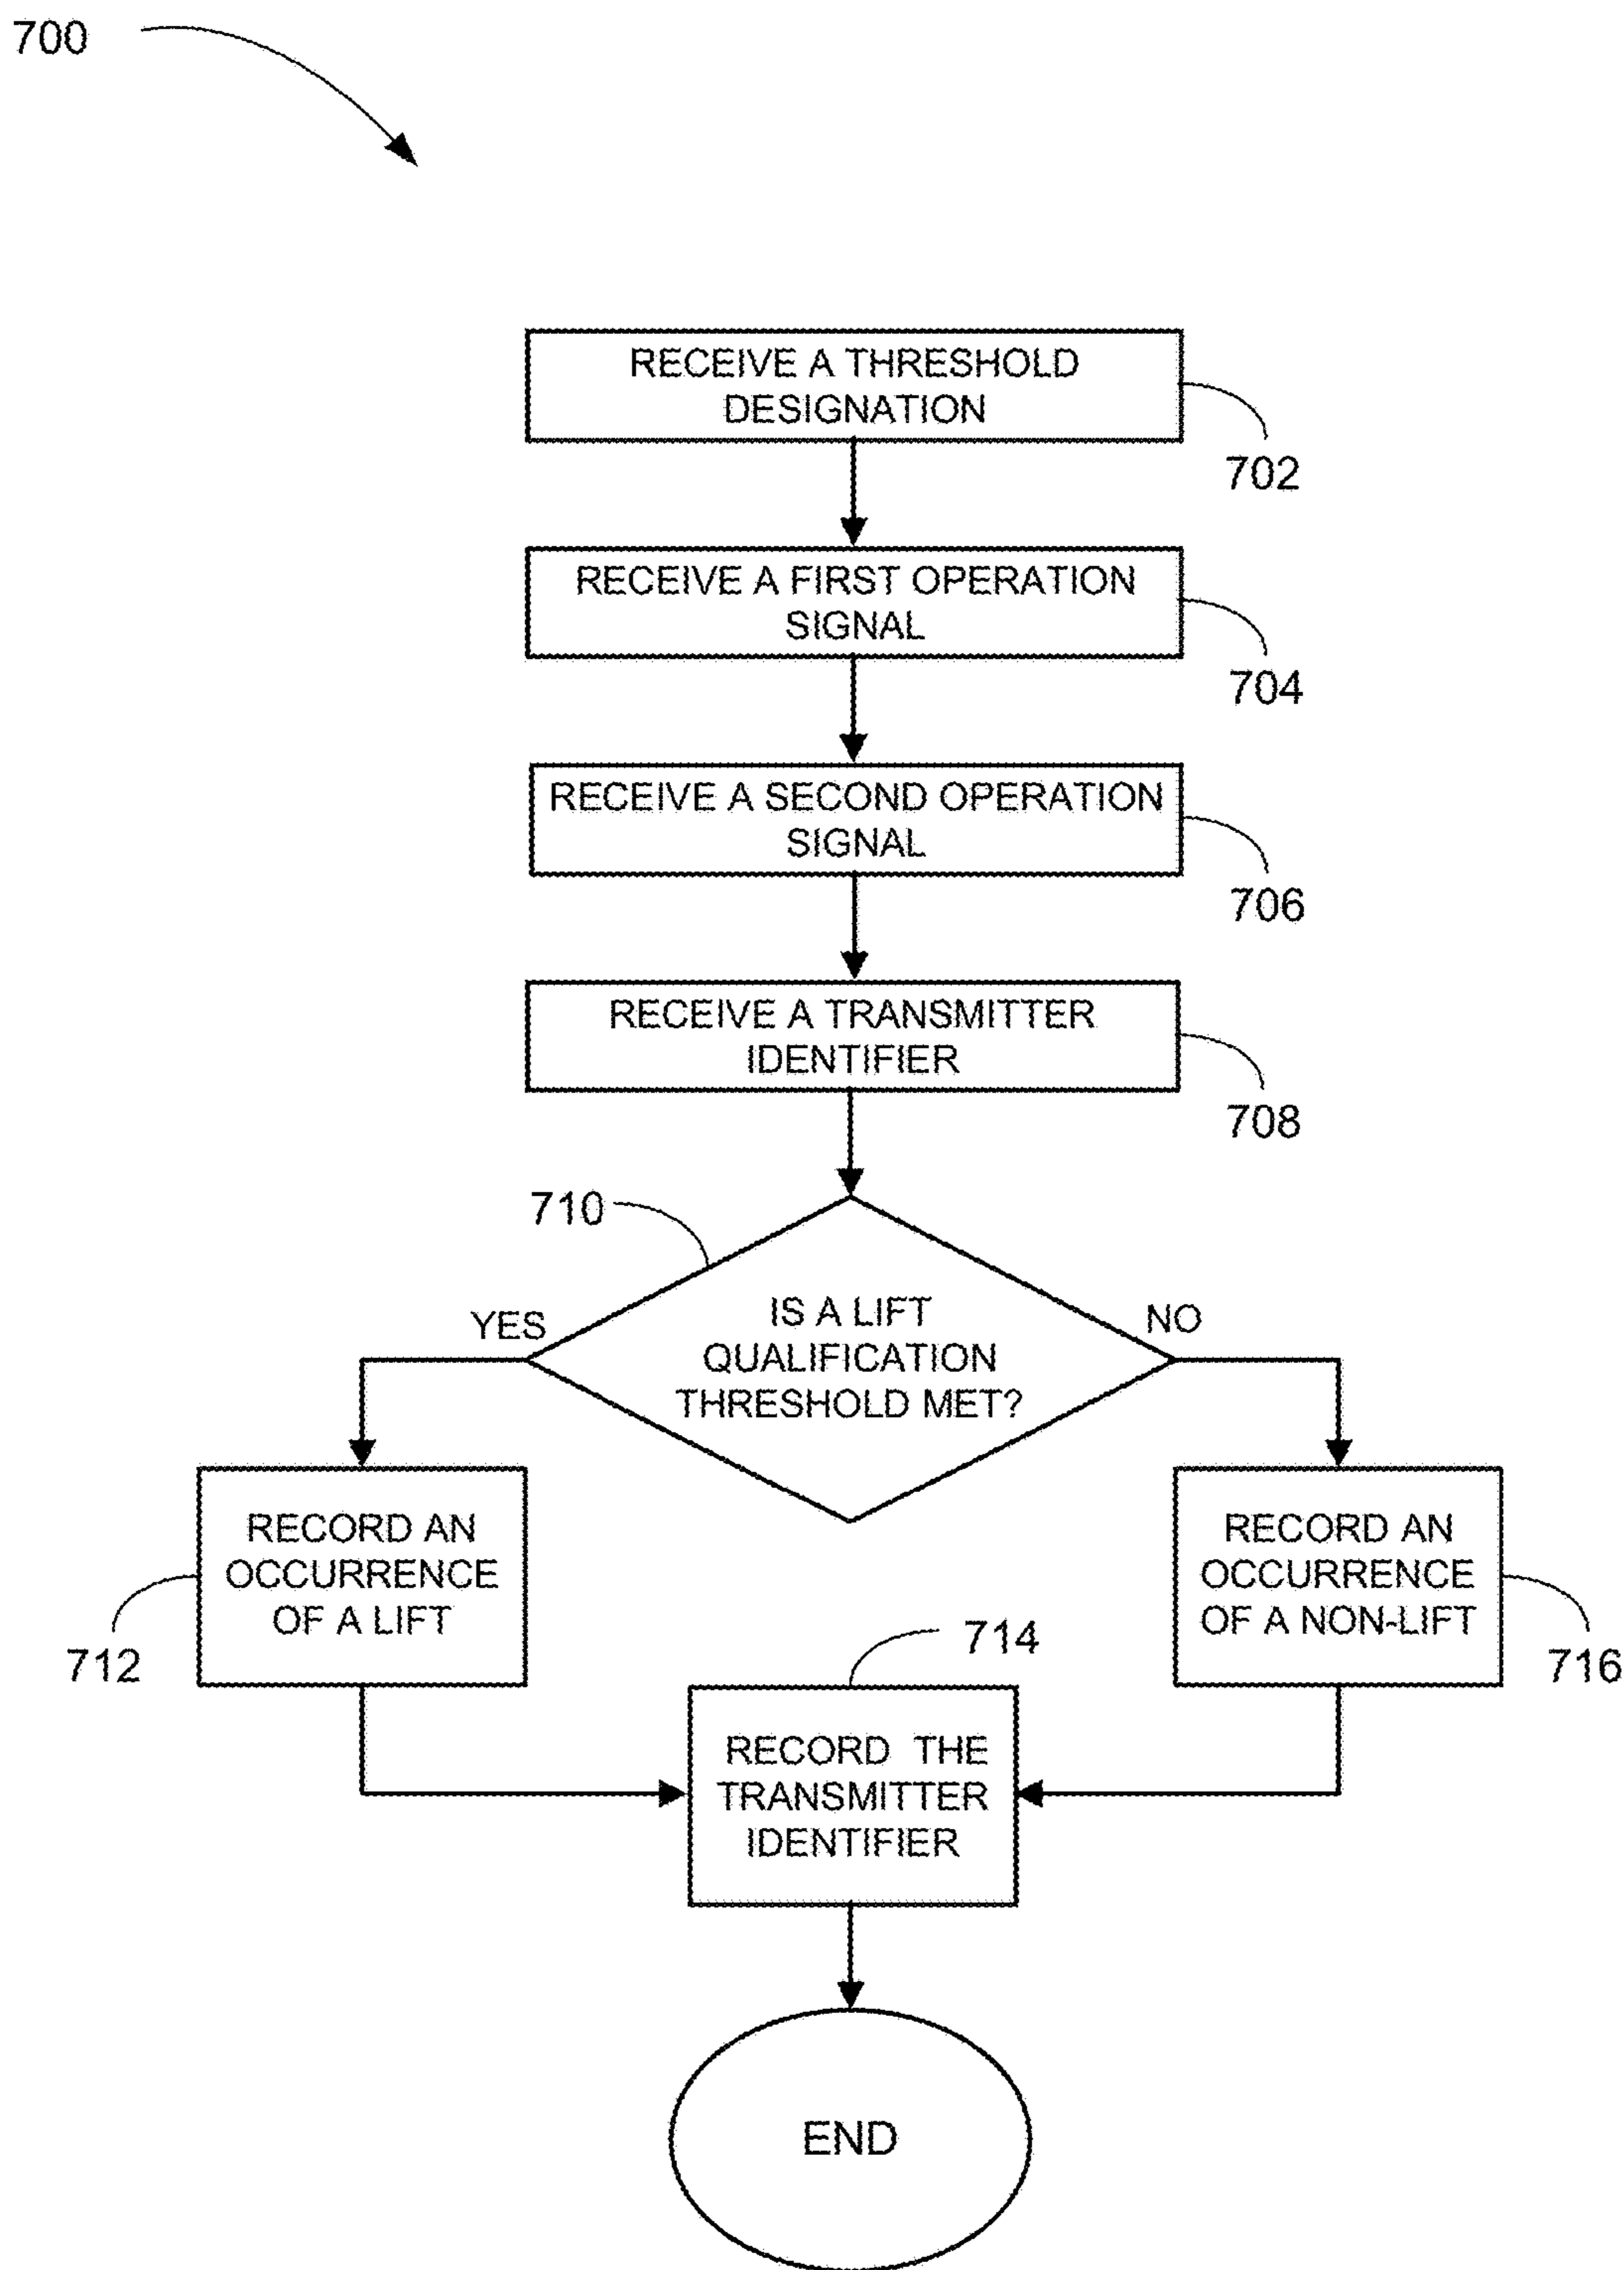 700
RECEIVE A THRESHOLD
DESIGNATION
702
RECEIVE A FIRST OPERATION
SIGNAL
704
RECEIVE A SECOND OPERATION
SIGNAL
706
RECEIVE A TRANSMITTER
IDENTIFIER
708
710
IS A LIFT
QUALIFICATION
THRESHOLD MET?
YES
NO
RECORD AN
OCCURRENCE
OF A LIFT
712
RECORD AN
OCCURRENCE
OF A NON-LIFT
716
714
RECORD THE
TRANSMITTER
IDENTIFIER
END